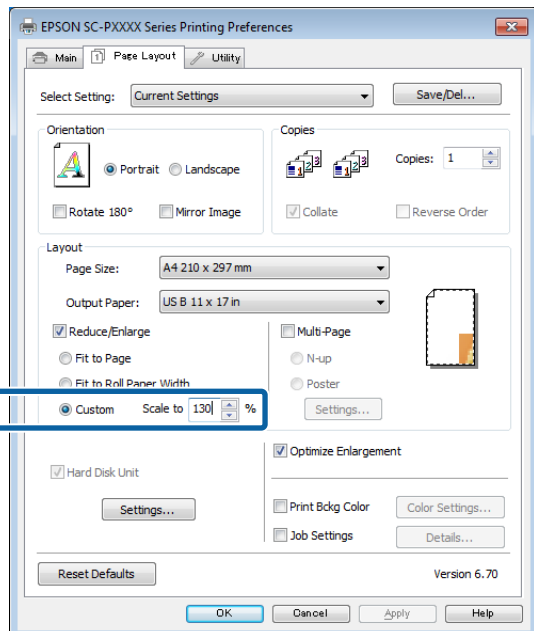 EPSON SC-PXXXX Series Printing Preferences
Main Page Layout Utility
Select Setting: Current Settings Save/Del...
Orientation
Portrait Landscape
Rotate 180° Mirror Image
Copies
Copies: 1
Collate Reverse Order
Layout
Page Size: A4 210 x 297 mm
Output Paper: US B 11 x 17 in
Reduce/Enlarge
Fit to Page
Fit to Roll Paper Width
Custom Scale to 130 %
Multi-Page
N-up
Poster
Settings...
Optimize Enlargement
Hard Disk Unit
Settings...
Print Bckg Color Color Settings...
Job Settings Details...
Reset Defaults Version 6.70
OK Cancel Apply Help